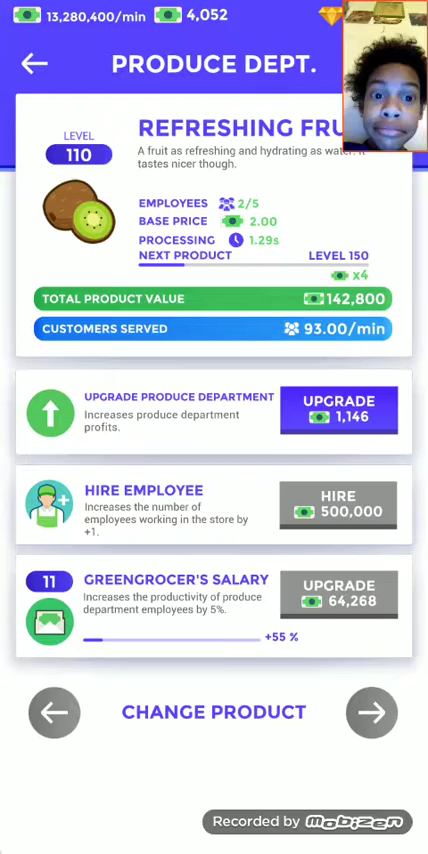 13,280,400/min 4,052
PRODUCE DEPT.
LEVEL
110
REFRESHING FRU
A fruit as refreshing and hydrating as water. It
tastes nicer though.
EMPLOYEES 2/5
BASE PRICE 2.00
PROCESSING 1.29s
NEXT PRODUCT LEVEL 150
x4
TOTAL PRODUCT VALUE 142,800
CUSTOMERS SERVED 93.00/min
UPGRADE PRODUCE DEPARTMENT
Increases produce department
profits.
UPGRADE
1,146
HIRE EMPLOYEE
Increases the number of
employees working in the store by
+1.
HIRE
500,000
11
GREENGROCER'S SALARY
Increases the productivity of produce
department employees by 5%.
+55 %
UPGRADE
64,268
CHANGE PRODUCT
Recorded by mobizen